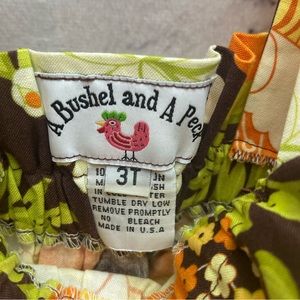 A Bushel and A Peck
3T
TUMBLE DRY LOW
REMOVE PROMPTLY
NO BLEACH
MADE IN U.S.A